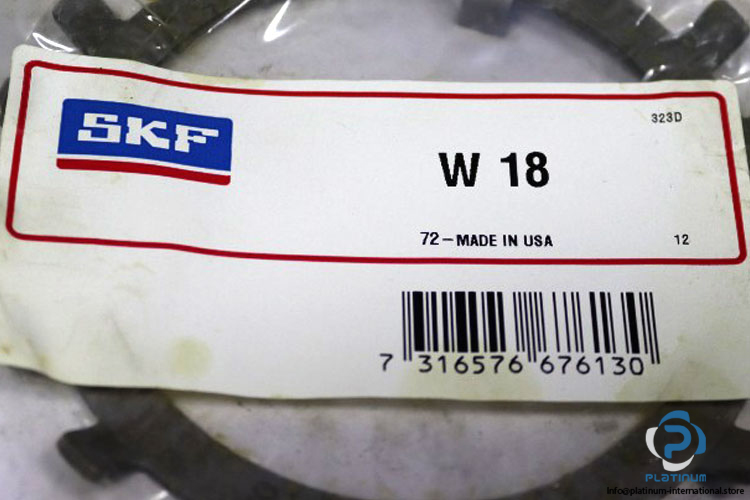 SKF
323D
W 18
72-MADE IN USA
12
7 316576 676130
PLATINUM
info@platinum-international.store